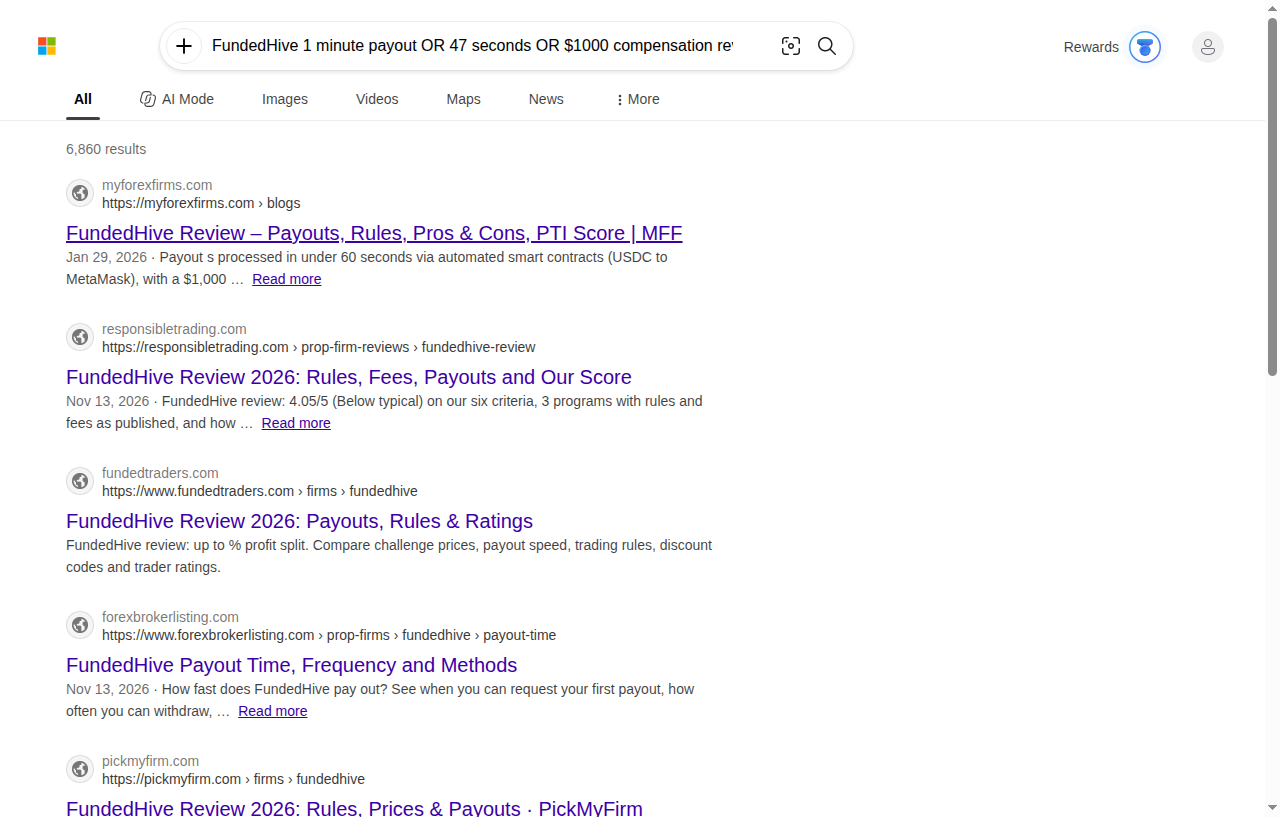 FundedHive 1 minute payout OR 47 seconds OR $1000 compensation
Rewards
All
AI Mode
Images
Videos
Maps
News
More
6,860 results
myforexfirms.com
https://myforexfirms.com › blogs
FundedHive Review – Payouts, Rules, Pros & Cons, PTI Score | MFF
Jan 29, 2026 · Payout s processed in under 60 seconds via automated smart contracts (USDC to
MetaMask), with a $1,000 … Read more
responsibletrading.com
https://responsibletrading.com › prop-firm-reviews › fundedhive-review
FundedHive Review 2026: Rules, Fees, Payouts and Our Score
Nov 13, 2026 · FundedHive review: 4.05/5 (Below typical) on our six criteria, 3 programs with rules and
fees as published, and how … Read more
fundedtraders.com
https://www.fundedtraders.com › firms › fundedhive
FundedHive Review 2026: Payouts, Rules & Ratings
FundedHive review: up to % profit split. Compare challenge prices, payout speed, trading rules, discount
codes and trader ratings.
forexbrokerlisting.com
https://www.forexbrokerlisting.com › prop-firms › fundedhive › payout-time
FundedHive Payout Time, Frequency and Methods
Nov 13, 2026 · How fast does FundedHive pay out? See when you can request your first payout, how
often you can withdraw, … Read more
pickmyfirm.com
https://pickmyfirm.com › firms › fundedhive
FundedHive Review 2026: Rules, Prices & Payouts · PickMyFirm